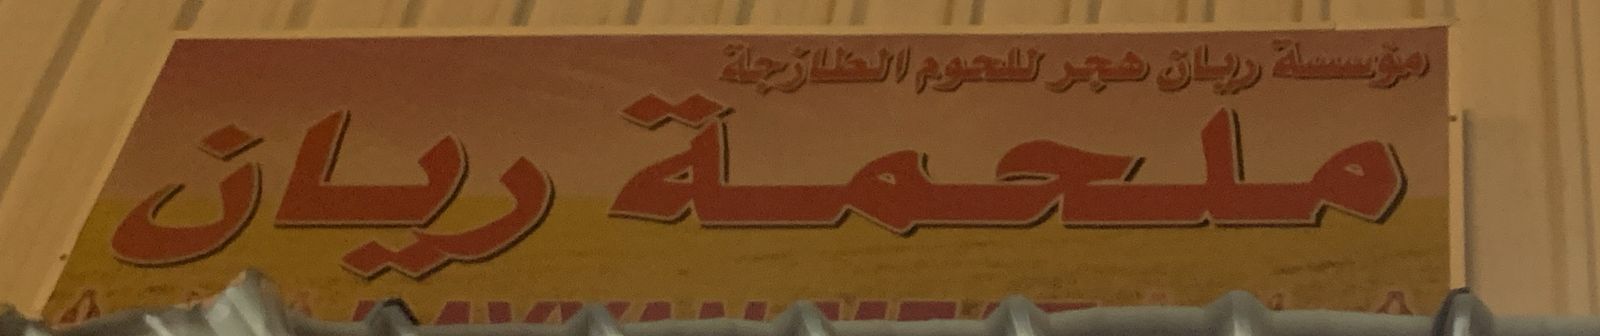 مؤسسة ريان هجر للحوم الطازجة
ملحمة ريان